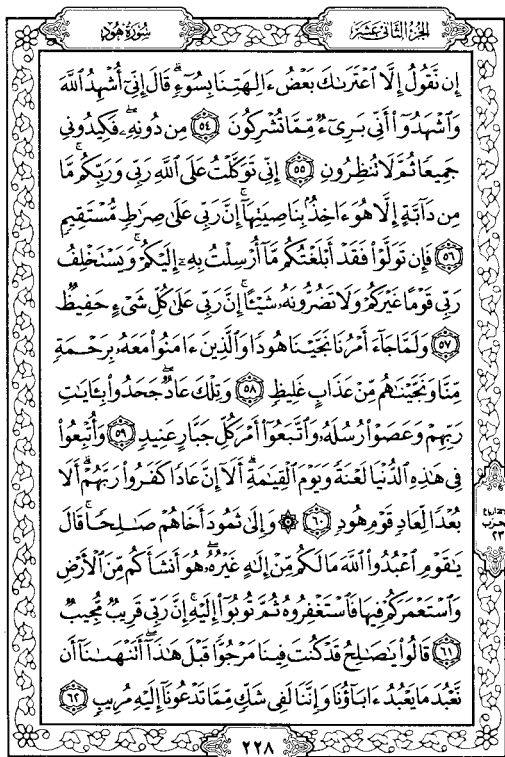 الجزء الثاني عشر
سورة هود
إِن نَّقُولُ إِلَّا ٱعْتَرَىٰكَ بَعْضُ ءَالِهَتِنَا بِسُوٓءٍ ۗ قَالَ إِنِّىٓ أُشْهِدُ ٱللَّهَ
وَٱشْهَدُوٓا۟ أَنِّى بَرِىٓءٌ مِّمَّا تُشْرِكُونَ ٥٤ مِن دُونِهِۦ ۖ فَكِيدُونِى
جَمِيعًا ثُمَّ لَا تُنظِرُونِ ٥٥ إِنِّى تَوَكَّلْتُ عَلَى ٱللَّهِ رَبِّى وَرَبِّكُم ۚ مَّا
مِن دَآبَّةٍ إِلَّا هُوَ ءَاخِذٌۢ بِنَاصِيَتِهَآ ۚ إِنَّ رَبِّى عَلَىٰ صِرَٰطٍ مُّسْتَقِيمٍ
٥٦ فَإِن تَوَلَّوْا۟ فَقَدْ أَبْلَغْتُكُم مَّآ أُرْسِلْتُ بِهِۦٓ إِلَيْكُمْ ۚ وَيَسْتَخْلِفُ
رَبِّى قَوْمًا غَيْرَكُمْ وَلَا تَضُرُّونَهُۥ شَيْـًٔا ۚ إِنَّ رَبِّى عَلَىٰ كُلِّ شَىْءٍ حَفِيظٌ
٥٧ وَلَمَّا جَآءَ أَمْرُنَا نَجَّيْنَا هُودًا وَٱلَّذِينَ ءَامَنُوا۟ مَعَهُۥ بِرَحْمَةٍ
مِّنَّا وَنَجَّيْنَٰهُم مِّنْ عَذَابٍ غَلِيظٍ ٥٨ وَتِلْكَ عَادٌ ۖ جَحَدُوا۟ بِـَٔايَٰتِ
رَبِّهِمْ وَعَصَوْا۟ رُسُلَهُۥ وَٱتَّبَعُوٓا۟ أَمْرَ كُلِّ جَبَّارٍ عَنِيدٍ ٥٩ وَأُتْبِعُوا۟
فِى هَٰذِهِ ٱلدُّنْيَا لَعْنَةً وَيَوْمَ ٱلْقِيَٰمَةِ ۗ أَلَآ إِنَّ عَادًا كَفَرُوا۟ رَبَّهُمْ ۗ أَلَا
بُعْدًا لِّعَادٍ قَوْمِ هُودٍ ٦٠ ۞ وَإِلَىٰ ثَمُودَ أَخَاهُمْ صَٰلِحًا ۚ قَالَ
يَٰقَوْمِ ٱعْبُدُوا۟ ٱللَّهَ مَا لَكُم مِّنْ إِلَٰهٍ غَيْرُهُۥ ۖ هُوَ أَنشَأَكُم مِّنَ ٱلْأَرْضِ
وَٱسْتَعْمَرَكُمْ فِيهَا فَٱسْتَغْفِرُوهُ ثُمَّ تُوبُوٓا۟ إِلَيْهِ ۚ إِنَّ رَبِّى قَرِيبٌ مُّجِيبٌ
٦١ قَالُوا۟ يَٰصَٰلِحُ قَدْ كُنتَ فِينَا مَرْجُوًّا قَبْلَ هَٰذَآ ۖ أَتَنْهَىٰنَآ أَن
نَّعْبُدَ مَا يَعْبُدُ ءَابَآؤُنَا وَإِنَّنَا لَفِى شَكٍّ مِّمَّا تَدْعُونَآ إِلَيْهِ مُرِيبٍ ٦٢
الحزب
٢٣
٢٢٨